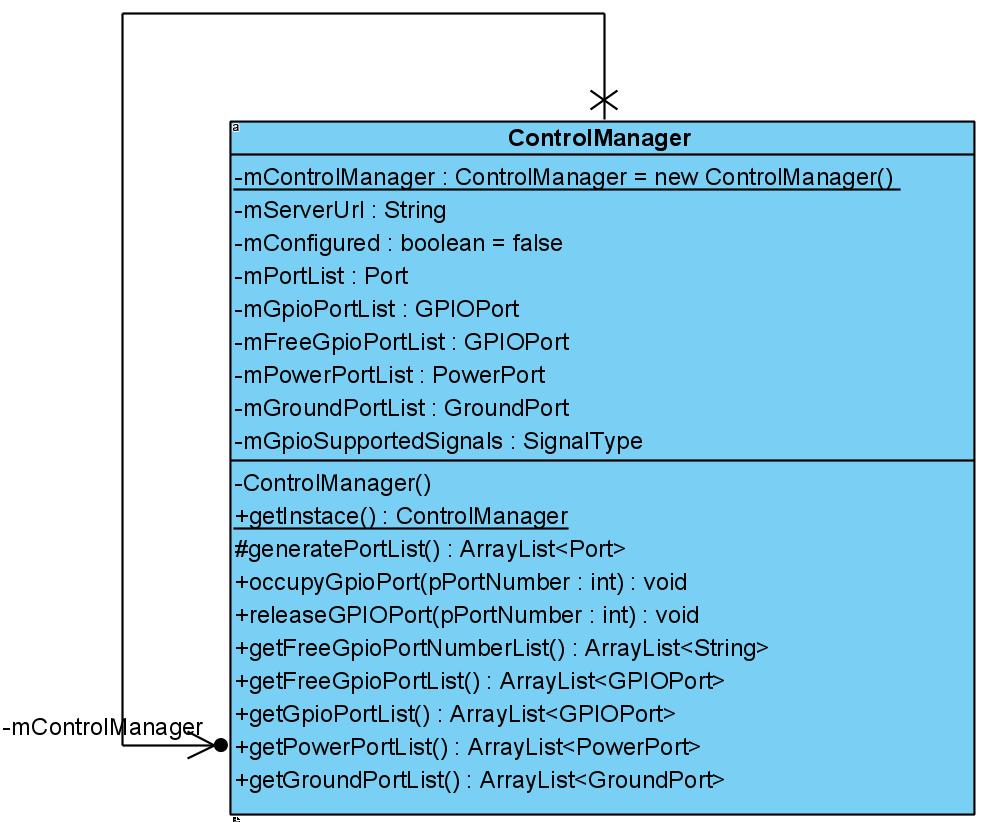 a
ControlManager
-mControlManager : ControlManager = new ControlManager()
-mServerUrl : String
-mConfigured : boolean = false
-mPortList : Port
-mGpioPortList : GPIOPort
-mFreeGpioPortList : GPIOPort
-mPowerPortList : PowerPort
-mGroundPortList : GroundPort
-mGpioSupportedSignals : SignalType
-ControlManager()
+getInstace() : ControlManager
#generatePortList() : ArrayList<Port>
+occupyGpioPort(pPortNumber : int) : void
+releaseGPIOPort(pPortNumber : int) : void
+getFreeGpioPortNumberList() : ArrayList<String>
+getFreeGpioPortList() : ArrayList<GPIOPort>
+getGpioPortList() : ArrayList<GPIOPort>
-mControlManager
+getPowerPortList() : ArrayList<PowerPort>
+getGroundPortList() : ArrayList<GroundPort>